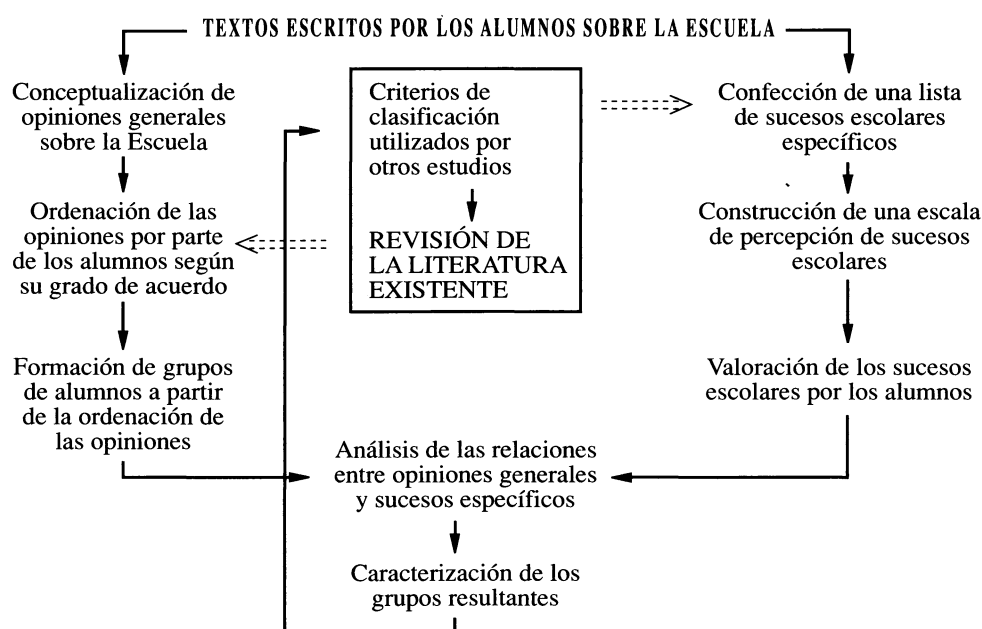 TEXTOS ESCRITOS POR LOS ALUMNOS SOBRE LA ESCUELA
Conceptualización de
opiniones generales
sobre la Escuela
Ordenación de las
opiniones por parte
de los alumnos según
su grado de acuerdo
Formación de grupos
de alumnos a partir
de la ordenación de
las opiniones
Criterios de
clasificación
utilizados por
otros estudios
REVISIÓN DE
LA LITERATURA
EXISTENTE
Confección de una lista
de sucesos escolares
específicos
Construcción de una escala
de percepción de sucesos
escolares
Valoración de los sucesos
escolares por los alumnos
Análisis de las relaciones
entre opiniones generales
y sucesos específicos
Caracterización de los
grupos resultantes